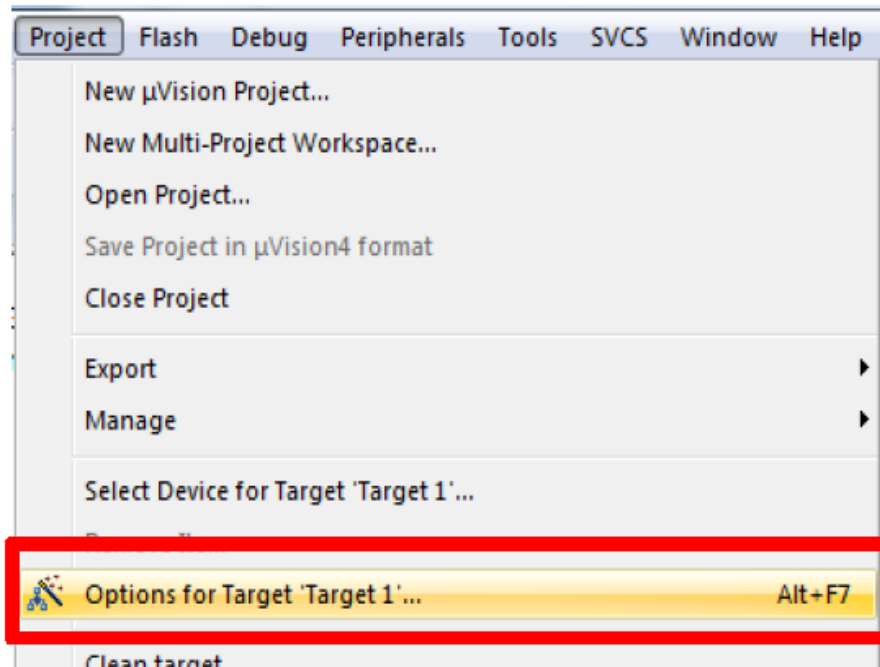 Project Flash Debug Peripherals Tools SVCS Window Help
New µVision Project...
New Multi-Project Workspace...
Open Project...
Save Project in µVision4 format
Close Project
Export
Manage
Select Device for Target 'Target 1'...
Options for Target 'Target 1'... Alt+F7
Clean target